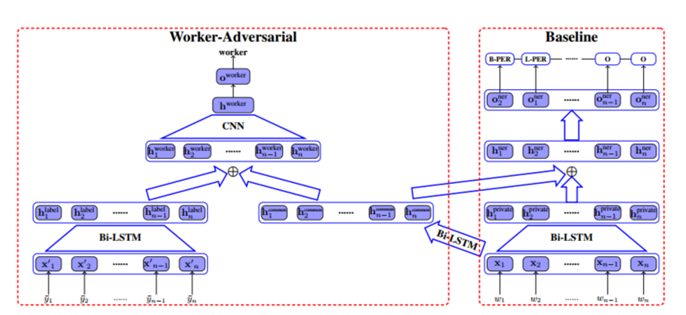 Worker-Adversarial
worker
o^worker
h^worker
CNN
h_1^worker h_2^worker ...... h_{n-1}^worker h_n^worker
⊕
h_1^label h_2^label ...... h_{n-1}^label h_n^label
h_1^common h_2^common ...... h_{n-1}^common h_n^common
Bi-LSTM
x'_1 x'_2 ...... x'_{n-1} x'_n
ȳ_1 ȳ_2 ...... ȳ_{n-1} ȳ_n
Bi-LSTM
Baseline
B-PER L-PER ...... O O
o_2^ner o_1^ner ...... o_{n-1}^ner o_n^ner
h_1^ner h_2^ner ...... h_{n-1}^ner h_n^ner
⊕
h_1^private h_2^private ...... h_{n-1}^private h_n^private
Bi-LSTM
x_1 x_2 ...... x_{n-1} x_n
w_1 w_2 ...... w_{n-1} w_n